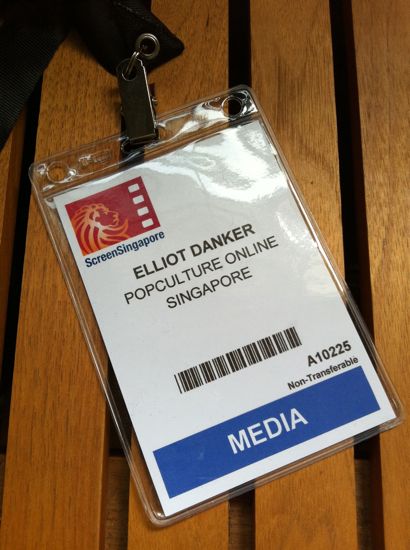 ScreenSingapore
ELLIOT DANKER
POPCULTURE ONLINE
SINGAPORE
A10225
Non-Transferable
MEDIA